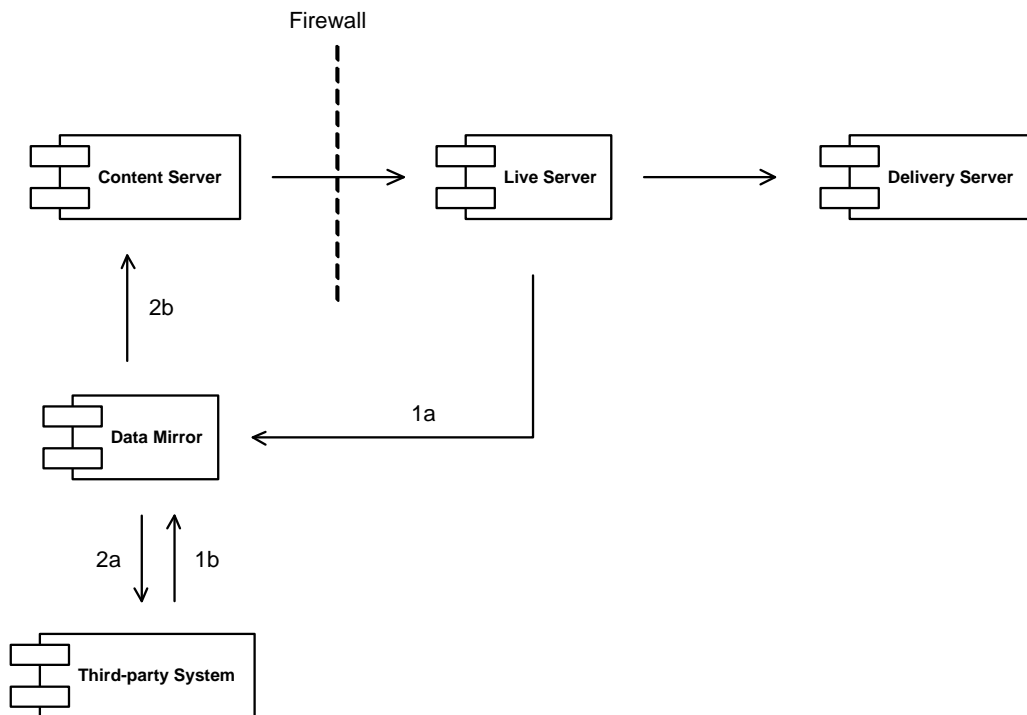 Firewall
Content Server
Live Server
Delivery Server
2b
1a
Data Mirror
2a
1b
Third-party System